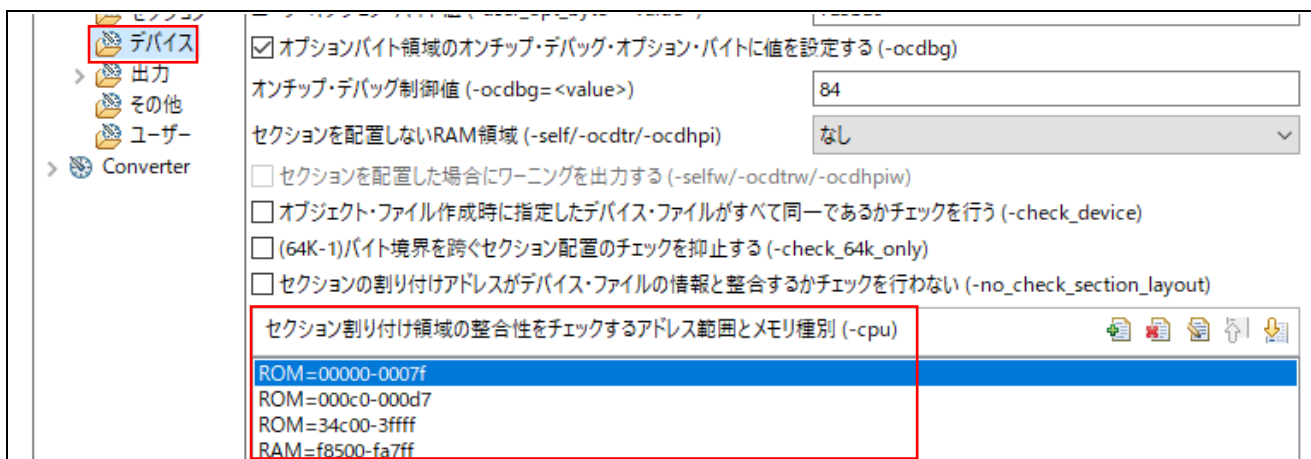 セクション
デバイス
出力
その他
ユーザー
Converter
オプションバイト領域のオンチップ・デバッグ・オプション・バイトに値を設定する (-ocdbg)
オンチップ・デバッグ制御値 (-ocdbg=<value>)
84
セクションを配置しないRAM領域 (-self/-ocdtr/-ocdhpi)
なし
セクションを配置した場合にワーニングを出力する (-selfw/-ocdtrw/-ocdhpiw)
オブジェクト・ファイル作成時に指定したデバイス・ファイルがすべて同一であるかチェックを行う (-check_device)
(64K-1)バイト境界を跨ぐセクション配置のチェックを抑止する (-check_64k_only)
セクションの割り付けアドレスがデバイス・ファイルの情報と整合するかチェックを行わない (-no_check_section_layout)
セクション割り付け領域の整合性をチェックするアドレス範囲とメモリ種別 (-cpu)
ROM=00000-0007f
ROM=000c0-000d7
ROM=34c00-3ffff
RAM=f8500-fa7ff